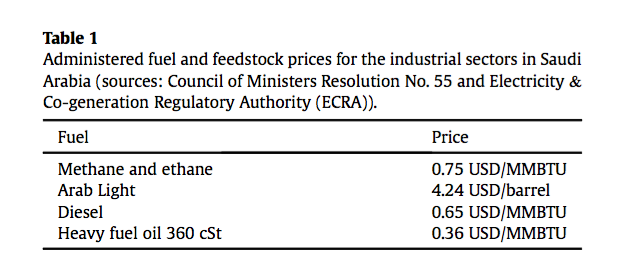 Table 1
Administered fuel and feedstock prices for the industrial sectors in Saudi
Arabia (sources: Council of Ministers Resolution No. 55 and Electricity &
Co-generation Regulatory Authority (ECRA)).
Fuel Price
Methane and ethane 0.75 USD/MMBTU
Arab Light 4.24 USD/barrel
Diesel 0.65 USD/MMBTU
Heavy fuel oil 360 cSt 0.36 USD/MMBTU